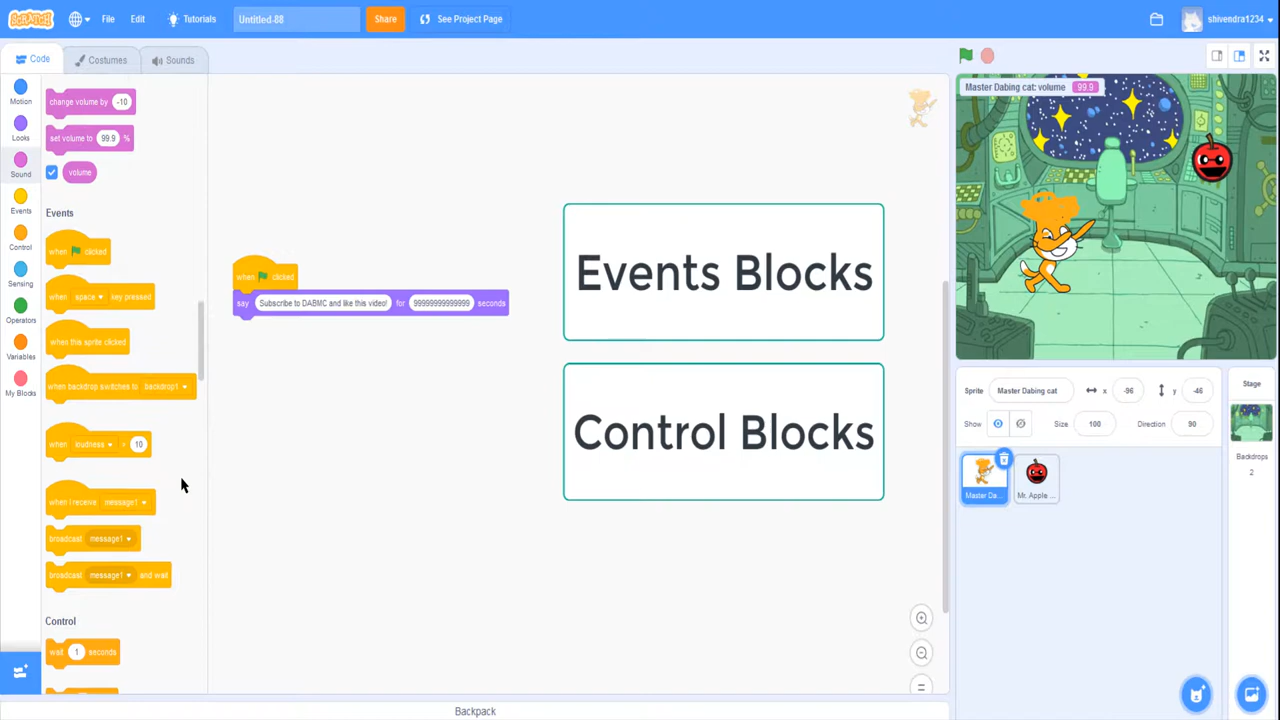 SCRATCH File Edit Tutorials Untitled-88 Share See Project Page shivendra1234
Code Costumes Sounds
Motion
Looks
Sound
Events
Control
Sensing
Operators
Variables
My Blocks
change volume by -10
set volume to 99.9 %
volume
Events
when clicked
when space key pressed
when this sprite clicked
when backdrop switches to backdrop1
when loudness > 10
when I receive message1
broadcast message1
broadcast message1 and wait
Control
wait 1 seconds
when clicked
say Subscribe to DABMC and like this video! for 99999999999999 seconds
Events Blocks
Control Blocks
Master Dabing cat: volume 99.9
Sprite Master Dabing cat x -96 y -46
Show Size 100 Direction 90
Master Da...
Mr. Apple ...
Stage
Backdrops
2
Backpack